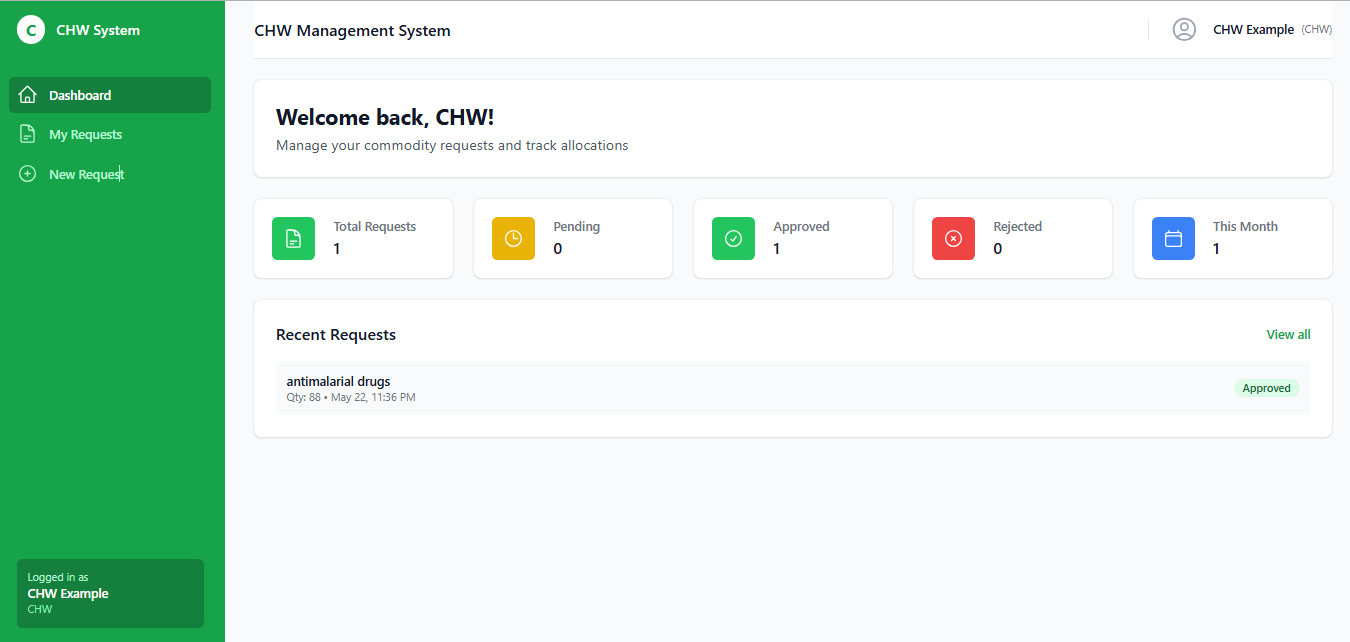 C CHW System
Dashboard
My Requests
New Request
Logged in as
CHW Example
CHW
CHW Management System
CHW Example (CHW)
Welcome back, CHW!
Manage your commodity requests and track allocations
Total Requests
1
Pending
0
Approved
1
Rejected
0
This Month
1
Recent Requests
View all
antimalarial drugs
Qty: 88 • May 22, 11:36 PM
Approved